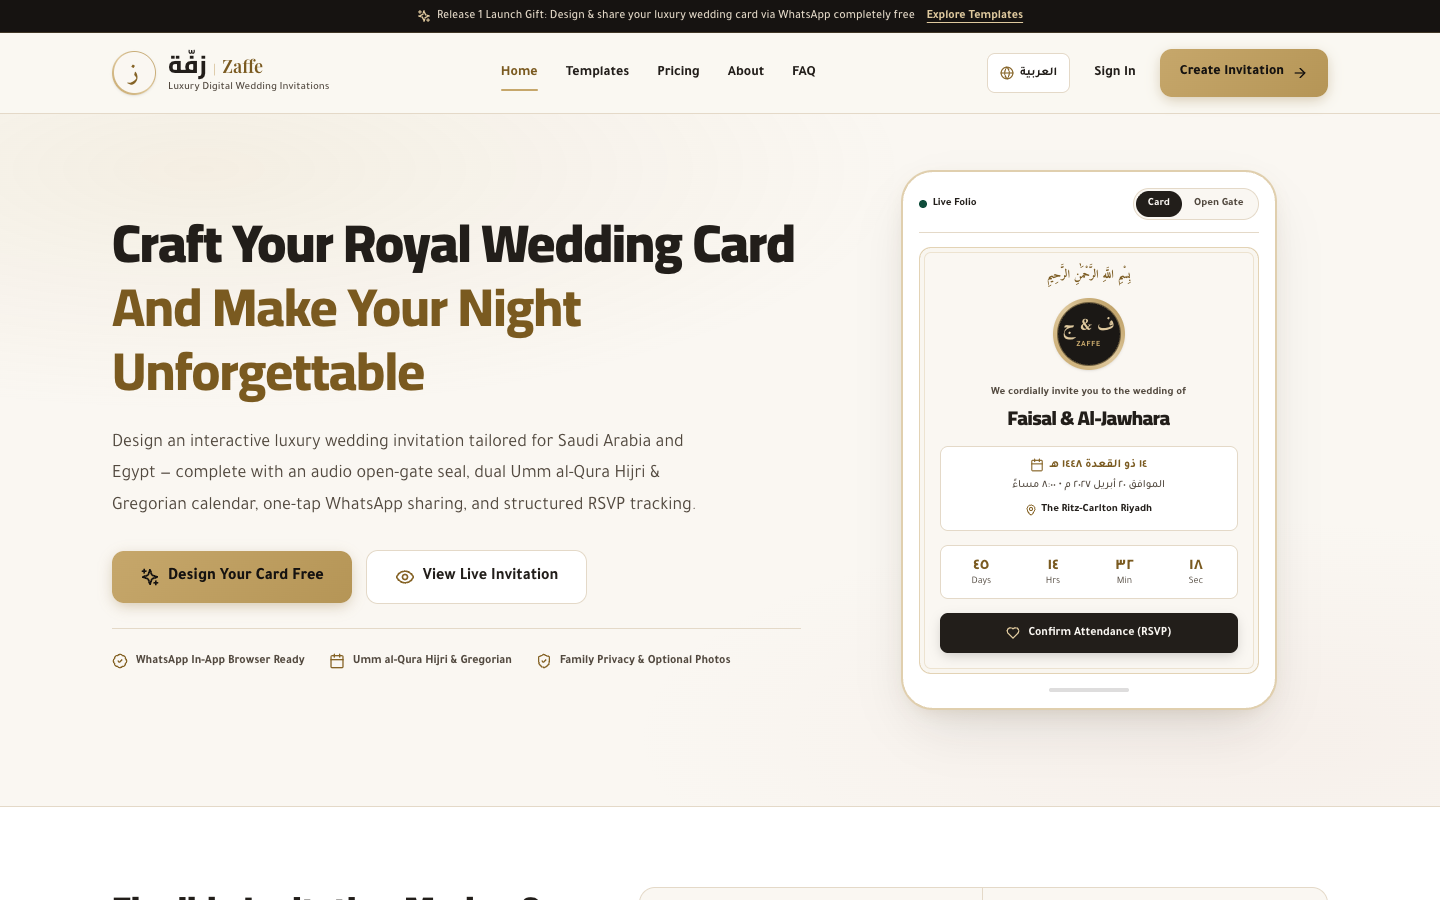 Release 1 Launch Gift: Design & share your luxury wedding card via WhatsApp completely free Explore Templates
ز
زفّة | Zaffe
Luxury Digital Wedding Invitations
Home Templates Pricing About FAQ
العربية
Sign In
Create Invitation
Craft Your Royal Wedding Card
And Make Your Night
Unforgettable
Design an interactive luxury wedding invitation tailored for Saudi Arabia and
Egypt — complete with an audio open-gate seal, dual Umm al-Qura Hijri &
Gregorian calendar, one-tap WhatsApp sharing, and structured RSVP tracking.
Design Your Card Free
View Live Invitation
WhatsApp In-App Browser Ready
Umm al-Qura Hijri & Gregorian
Family Privacy & Optional Photos
Live Folio
Card
Open Gate
بِسْمِ اللَّهِ الرَّحْمَٰنِ الرَّحِيمِ
ف & ج
ZAFFE
We cordially invite you to the wedding of
Faisal & Al-Jawhara
١٤ ذو القعدة ١٤٤٨ هـ
الموافق ٢٠ أبريل ٢٠٢٧ م • ٨:٠٠ مساءً
The Ritz-Carlton Riyadh
٤٥ ١٤ ٣٢ ١٨
Days Hrs Min Sec
Confirm Attendance (RSVP)